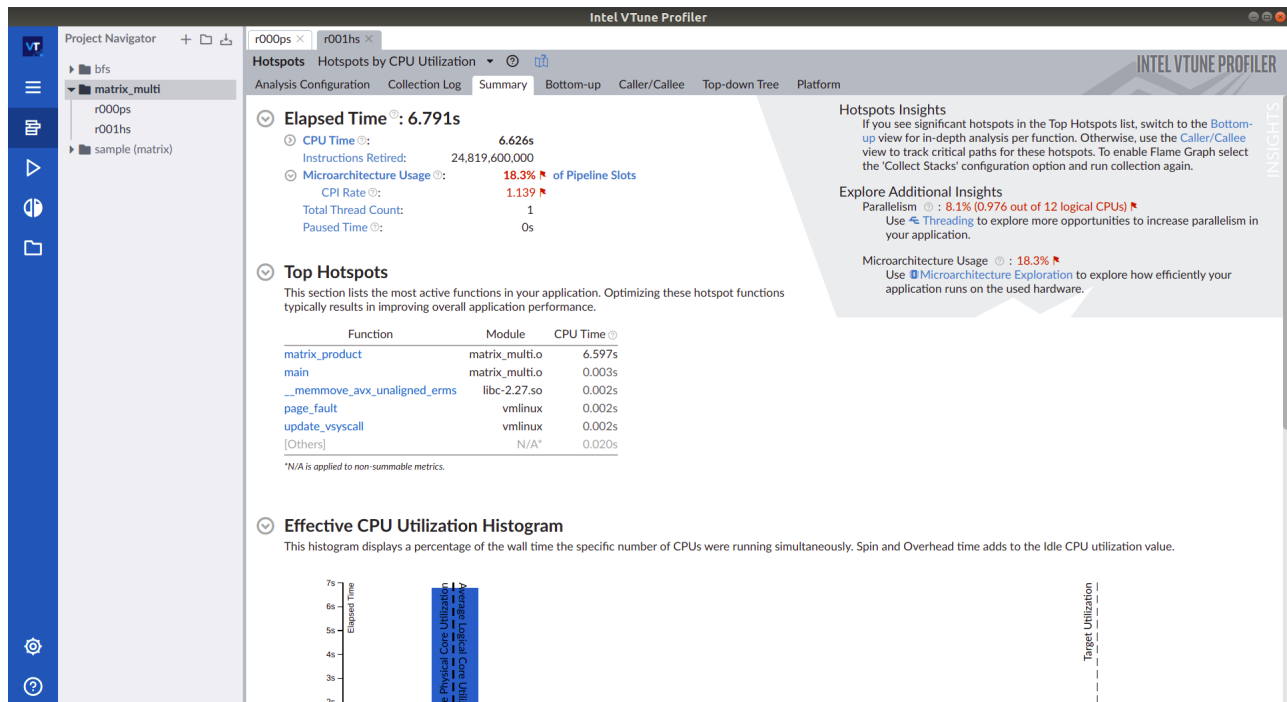 Intel VTune Profiler
VT
Project Navigator
bfs
matrix_multi
r000ps
r001hs
sample (matrix)
r000ps
r001hs
Hotspots Hotspots by CPU Utilization
INTEL VTUNE PROFILER
Analysis Configuration Collection Log Summary Bottom-up Caller/Callee Top-down Tree Platform
Elapsed Time: 6.791s
CPU Time: 6.626s
Instructions Retired: 24,819,600,000
Microarchitecture Usage: 18.3% of Pipeline Slots
CPI Rate: 1.139
Total Thread Count: 1
Paused Time: 0s
Hotspots Insights
If you see significant hotspots in the Top Hotspots list, switch to the Bottom-
up view for in-depth analysis per function. Otherwise, use the Caller/Callee
view to track critical paths for these hotspots. To enable Flame Graph select
the 'Collect Stacks' configuration option and run collection again.
INSIGHTS
Explore Additional Insights
Parallelism : 8.1% (0.976 out of 12 logical CPUs)
Use Threading to explore more opportunities to increase parallelism in
your application.
Microarchitecture Usage : 18.3%
Use Microarchitecture Exploration to explore how efficiently your
application runs on the used hardware.
Top Hotspots
This section lists the most active functions in your application. Optimizing these hotspot functions
typically results in improving overall application performance.
Function Module CPU Time
matrix_product matrix_multi.o 6.597s
main matrix_multi.o 0.003s
__memmove_avx_unaligned_erms libc-2.27.so 0.002s
page_fault vmlinux 0.002s
update_vsyscall vmlinux 0.002s
[Others] N/A* 0.020s
*N/A is applied to non-summable metrics.
Effective CPU Utilization Histogram
This histogram displays a percentage of the wall time the specific number of CPUs were running simultaneously. Spin and Overhead time adds to the Idle CPU utilization value.
7s
6s
5s
4s
3s
Elapsed Time
Physical Core Utilization
Average Logical Core
Target Utilization